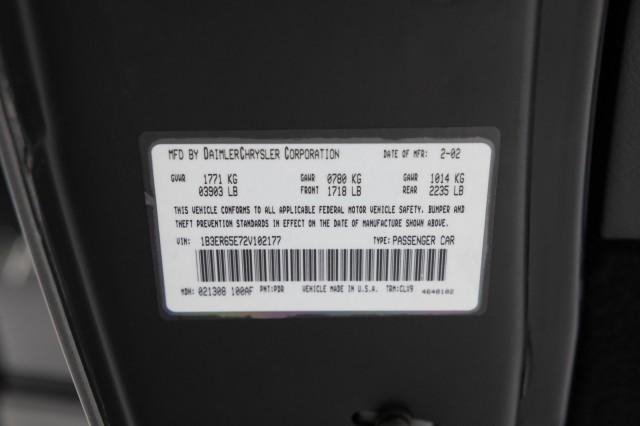 MFD BY DAIMLERCHRYSLER CORPORATION DATE OF MFR: 2-02
GVWR 1771 KG GAWR 0780 KG GAWR 1014 KG
03903 LB FRONT 1718 LB REAR 2235 LB
THIS VEHICLE CONFORMS TO ALL APPLICABLE FEDERAL MOTOR VEHICLE SAFETY, BUMPER AND
THEFT PREVENTION STANDARDS IN EFFECT ON THE DATE OF MANUFACTURE SHOWN ABOVE.
VIN: 1B3ER65E72V102177 TYPE: PASSENGER CAR
MDH: 021308 100AF PNT:PDR VEHICLE MADE IN U.S.A. TRM:CLX9 4648102